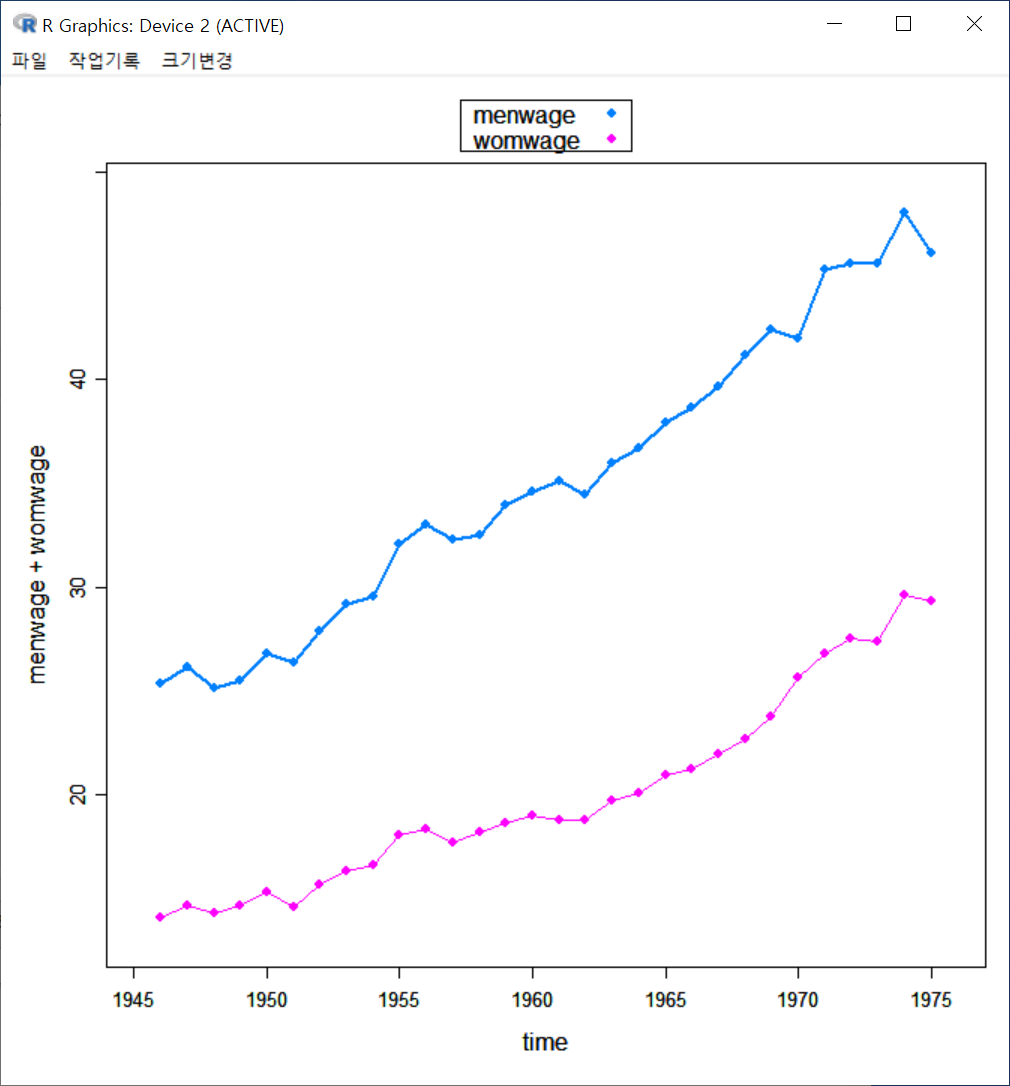 R Graphics: Device 2 (ACTIVE)
파일 작업기록 크기변경
menwage
womwage
40
30
20
menwage + womwage
1945 1950 1955 1960 1965 1970 1975
time